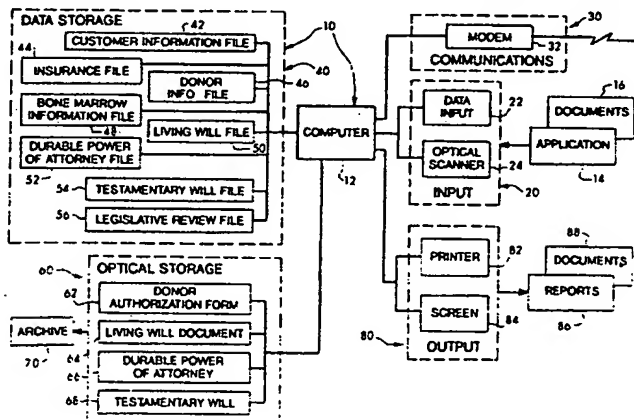 DATA STORAGE
42
CUSTOMER INFORMATION FILE
44
INSURANCE FILE
DONOR
INFO FILE
46
BONE MARROW
INFORMATION FILE
48
LIVING WILL FILE
50
DURABLE POWER
OF ATTORNEY FILE
52
54
TESTAMENTARY WILL FILE
56
LEGISLATIVE REVIEW FILE
10
40
COMPUTER
12
30
MODEM
32
COMMUNICATIONS
DATA
INPUT
22
OPTICAL
SCANNER
24
INPUT
20
16
DOCUMENTS
APPLICATION
14
60
OPTICAL STORAGE
62
DONOR
AUTHORIZATION FORM
ARCHIVE
70
64
LIVING WILL DOCUMENT
66
DURABLE POWER
OF ATTORNEY
68
TESTAMENTARY WILL
PRINTER
82
SCREEN
84
80
OUTPUT
88
DOCUMENTS
REPORTS
86